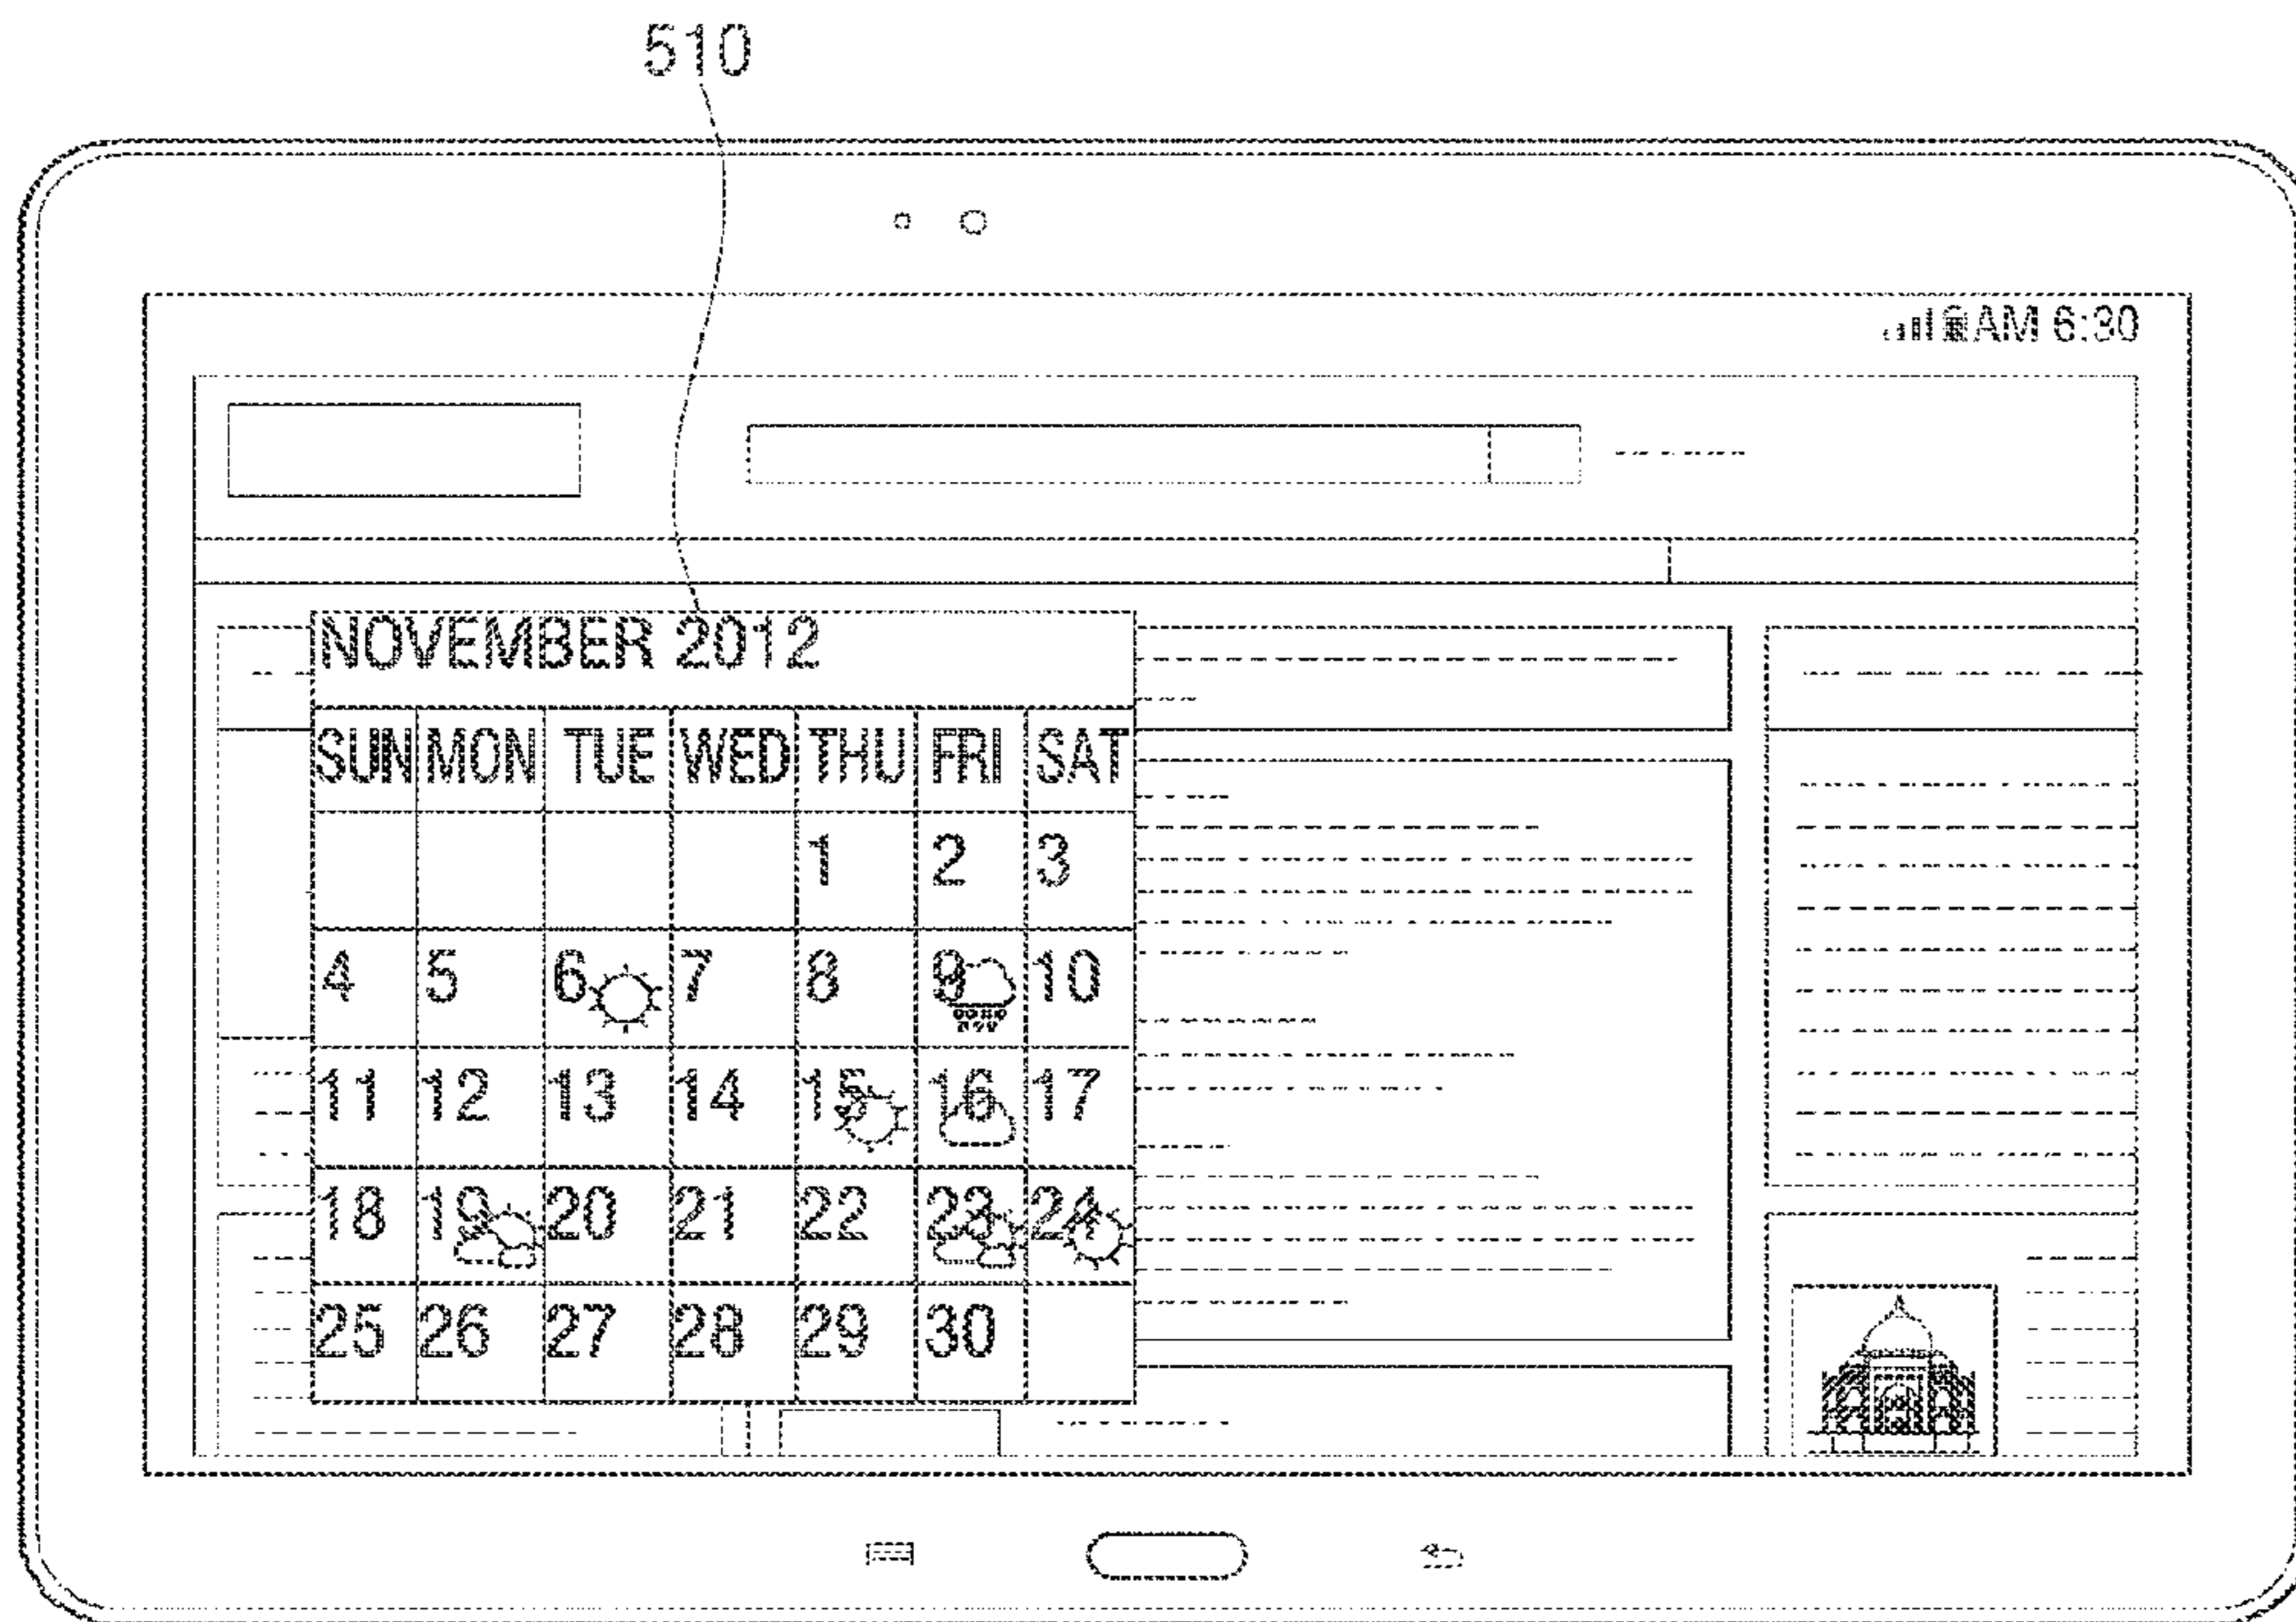 510
AM 6:30
NOVEMBER 2012
SUN MON TUE WED THU FRI SAT
1 2 3
4 5 6 7 8 9 10
11 12 13 14 15 16 17
18 19 20 21 22 23 24
25 26 27 28 29 30